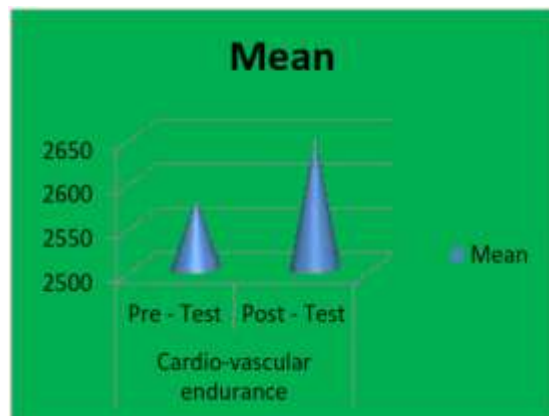 Mean
2650
2600
2550
2500
Mean
Pre - Test Post - Test
Cardio-vascular
endurance